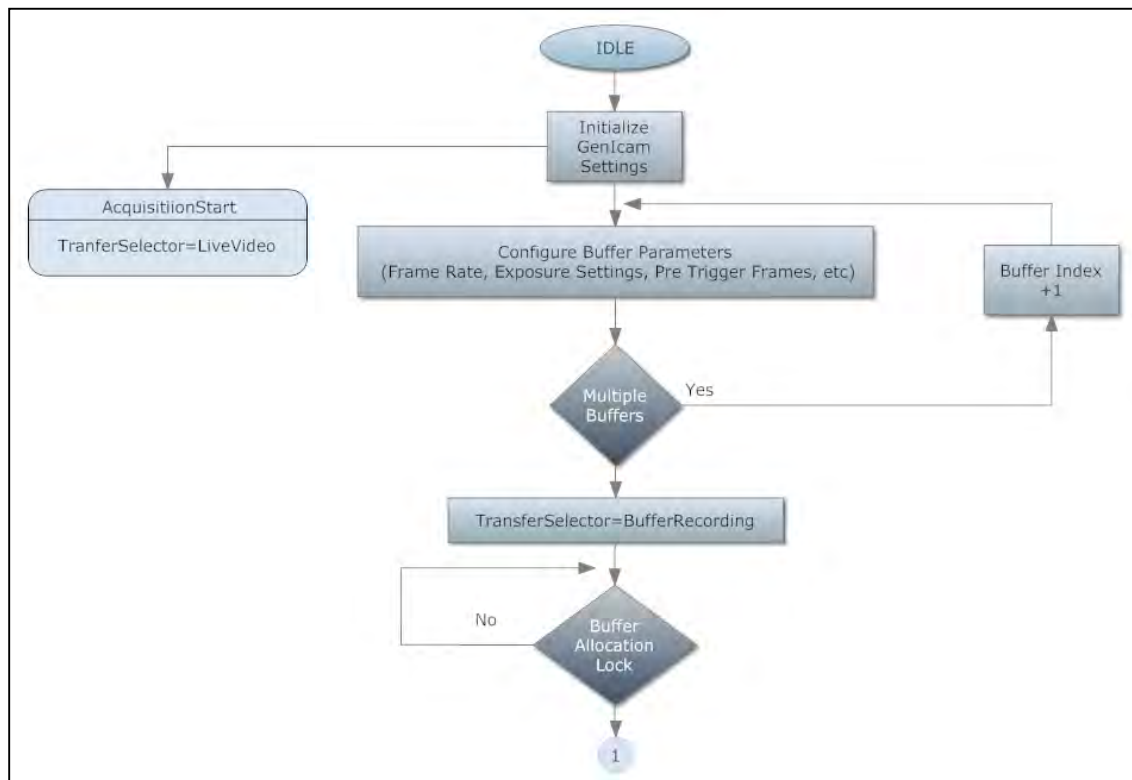 IDLE
Initialize
GenIcam
Settings
AcquisitiionStart
TranferSelector=LiveVideo
Configure Buffer Parameters
(Frame Rate, Exposure Settings, Pre Trigger Frames, etc)
Buffer Index
+1
Multiple
Buffers
Yes
TransferSelector=BufferRecording
No
Buffer
Allocation
Lock
1